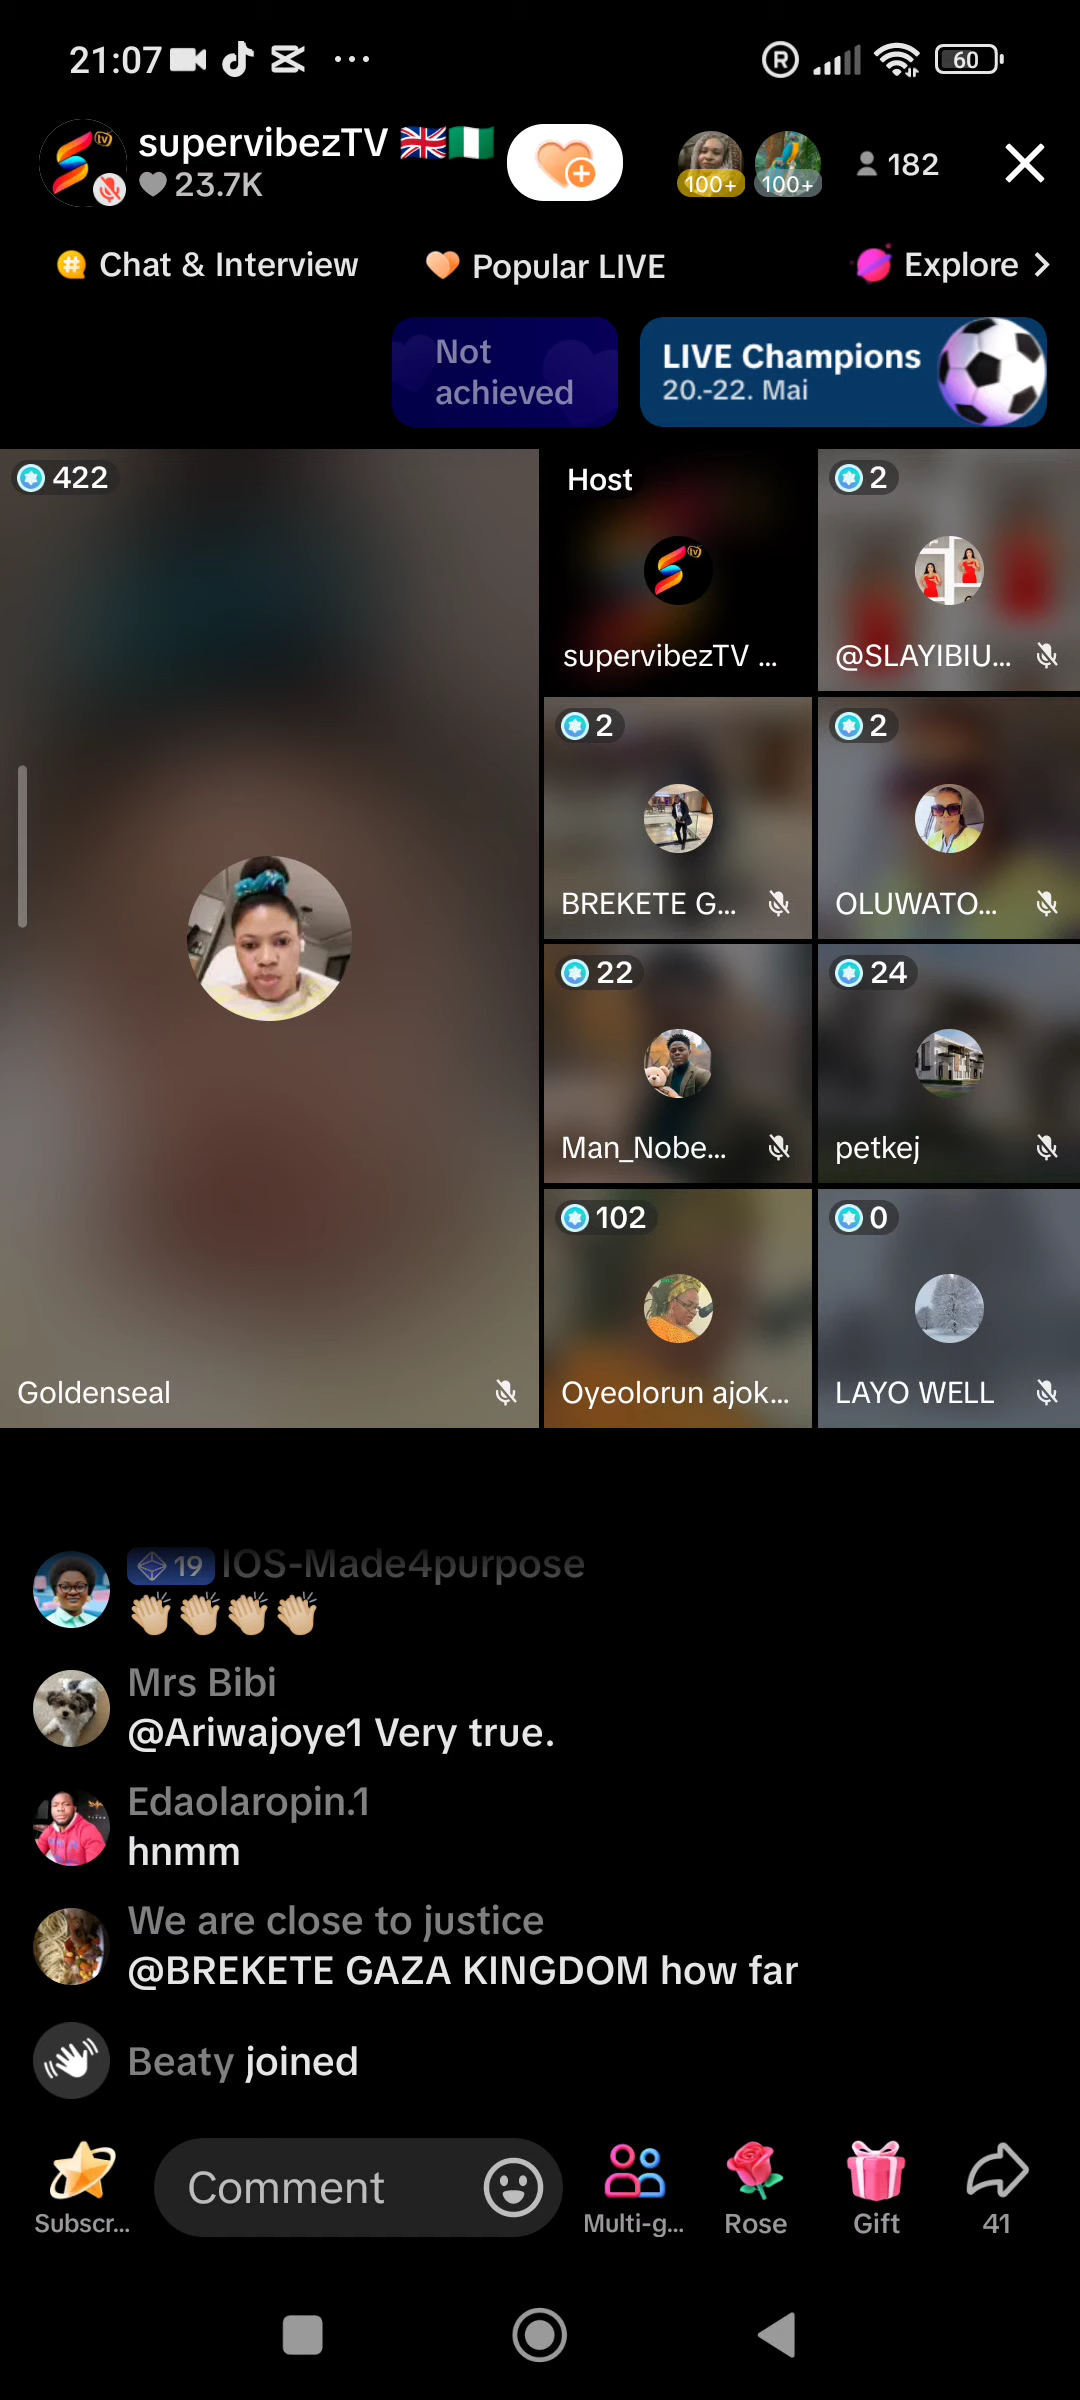 21:07
60
supervibezTV 🇬🇧🇳🇬
23.7K
100+
100+
182
Chat & Interview
Popular LIVE
Explore
Not
achieved
LIVE Champions
20.-22. Mai
422
Host
2
supervibezTV ...
@SLAYIBIU...
2
2
BREKETE G...
OLUWATO...
22
24
Man_Nobe...
petkej
102
0
Goldenseal
Oyeolorun ajok...
LAYO WELL
19 IOS-Made4purpose
👏🏼👏🏼👏🏼👏🏼
Mrs Bibi
@Ariwajoye1 Very true.
Edaolaropin.1
hnmm
We are close to justice
@BREKETE GAZA KINGDOM how far
Beaty joined
Comment
Subscr...
Multi-g...
Rose
Gift
41